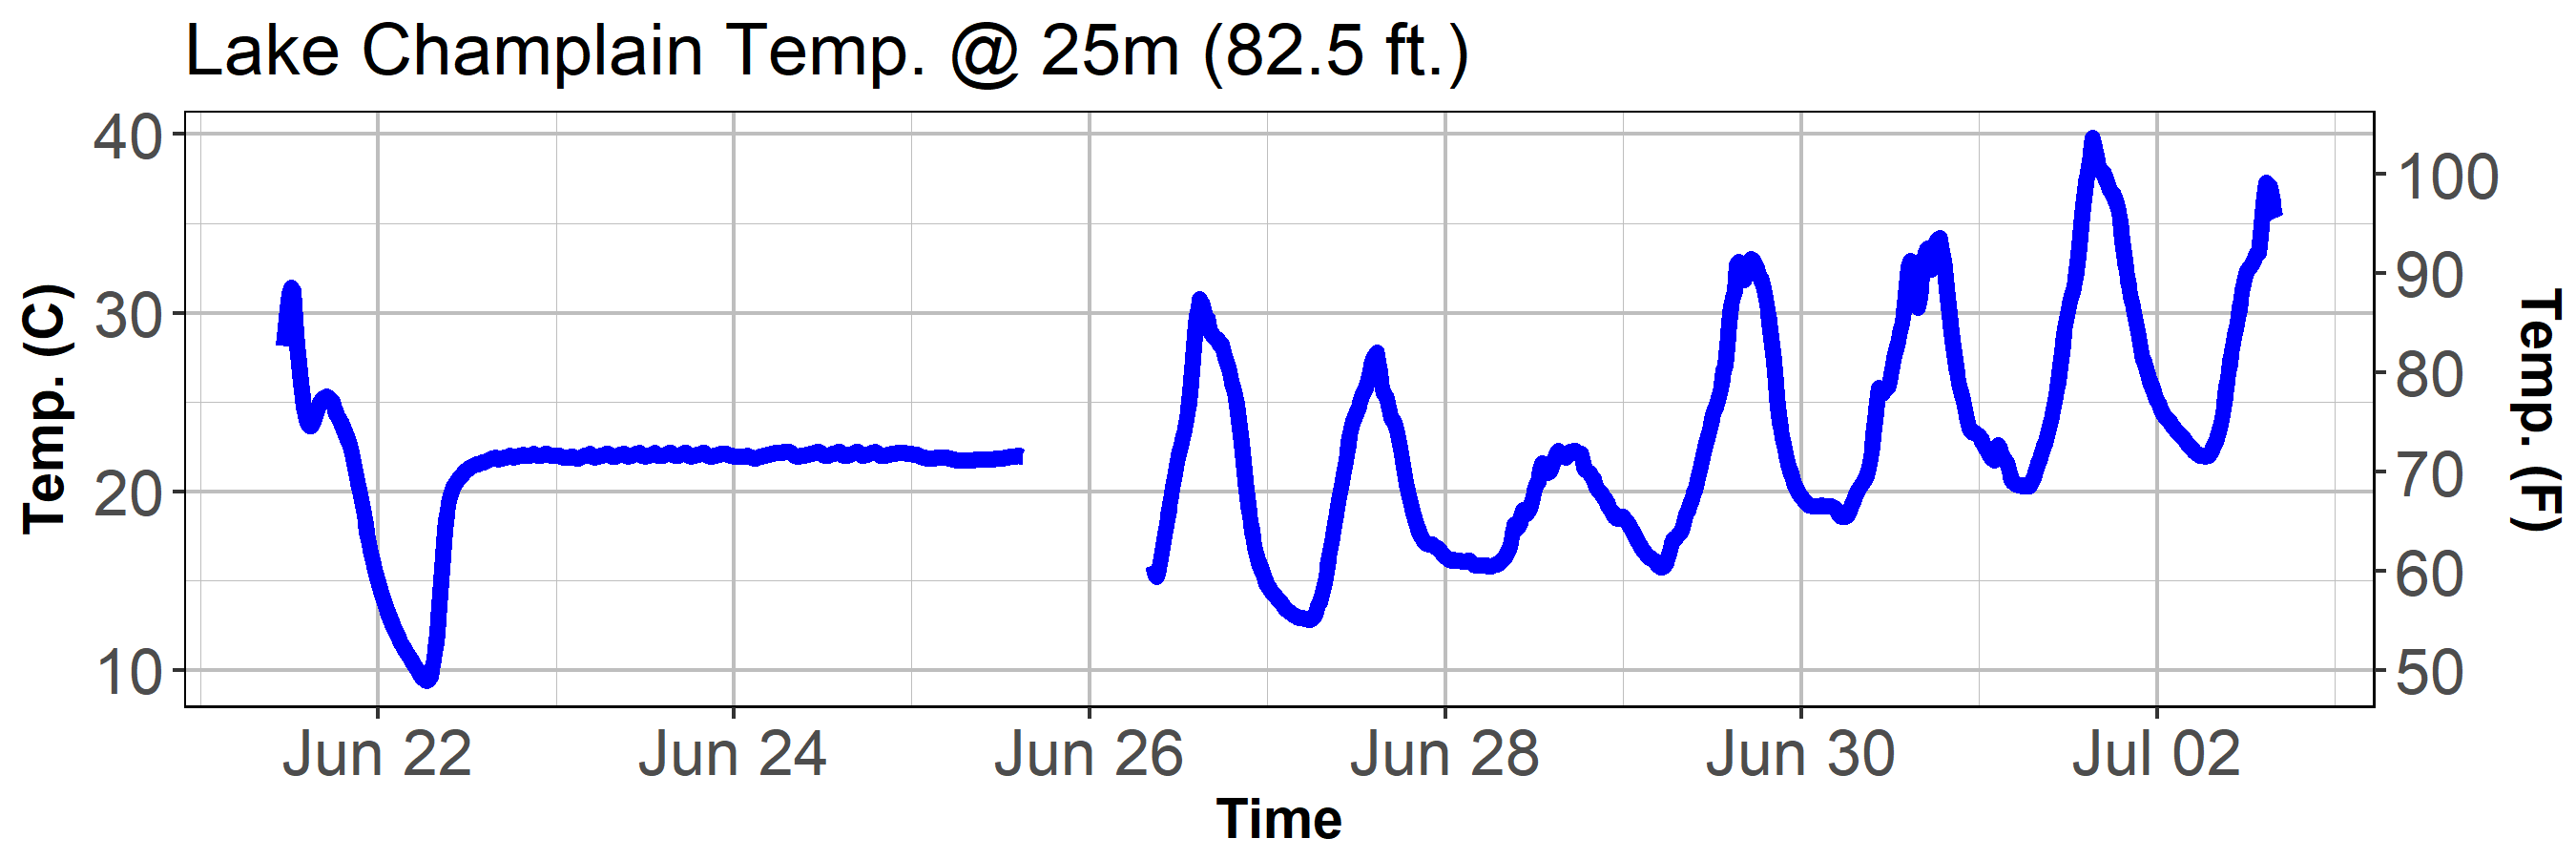 Lake Champlain Temp. @ 25m (82.5 ft.)
40
30
20
10
Temp. (C)
100
90
80
70
60
50
Temp. (F)
Jun 22 Jun 24 Jun 26 Jun 28 Jun 30 Jul 02
Time